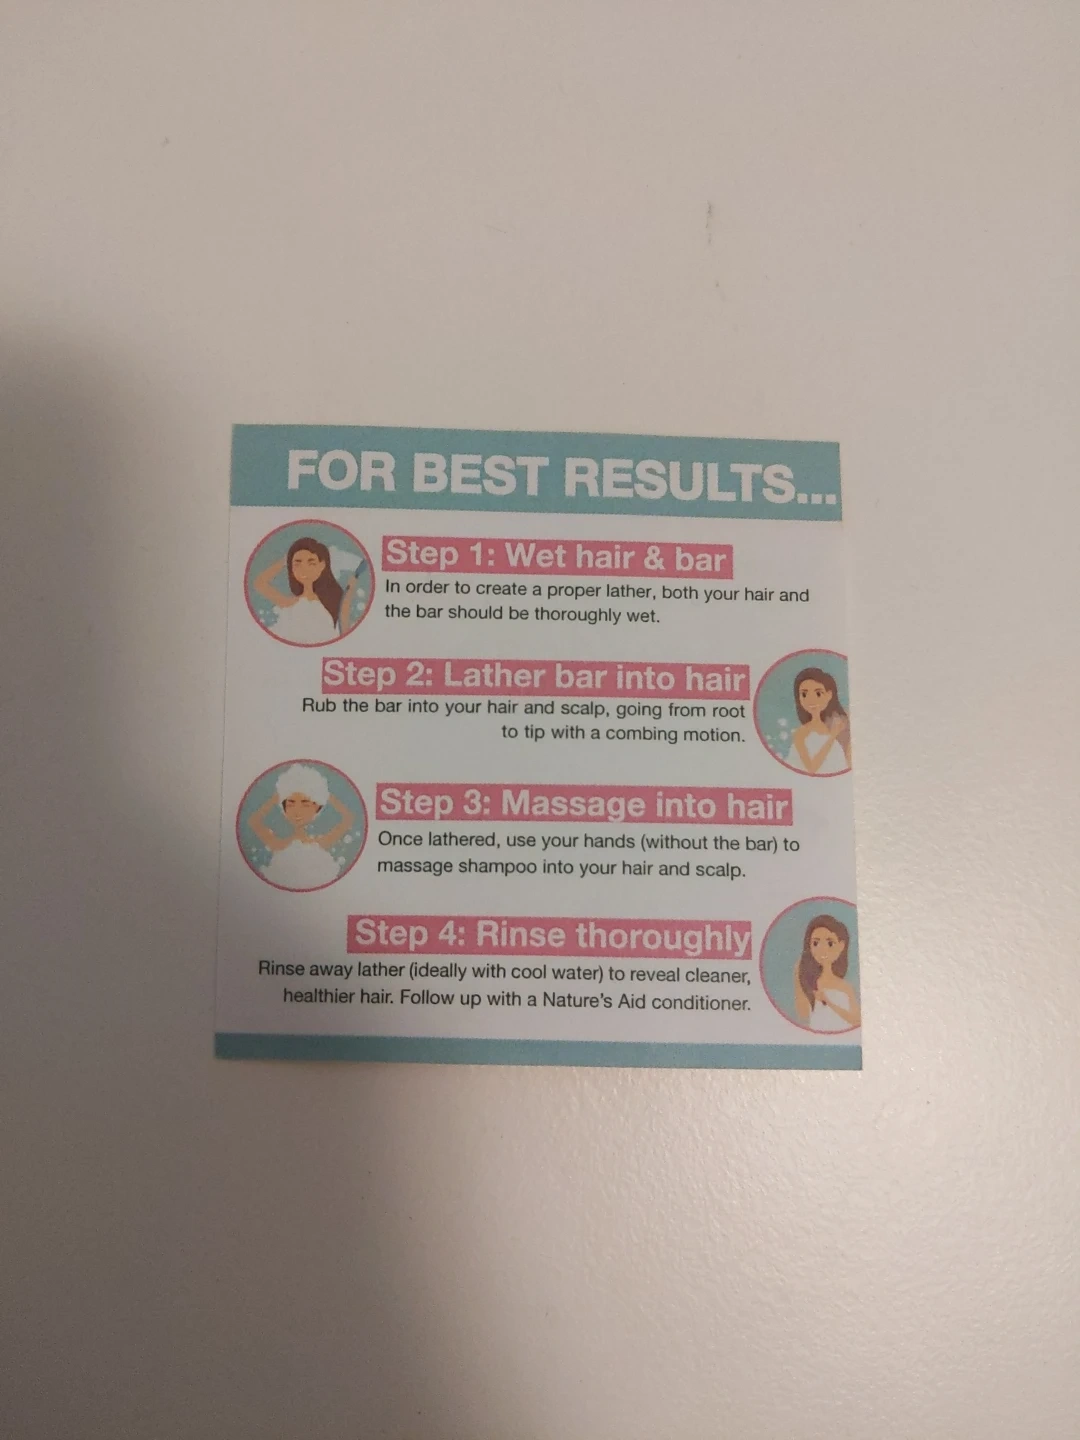 FOR BEST RESULTS...
Step 1: Wet hair & bar
In order to create a proper lather, both your hair and
the bar should be thoroughly wet.
Step 2: Lather bar into hair
Rub the bar into your hair and scalp, going from root
to tip with a combing motion.
Step 3: Massage into hair
Once lathered, use your hands (without the bar) to
massage shampoo into your hair and scalp.
Step 4: Rinse thoroughly
Rinse away lather (ideally with cool water) to reveal cleaner,
healthier hair. Follow up with a Nature's Aid conditioner.